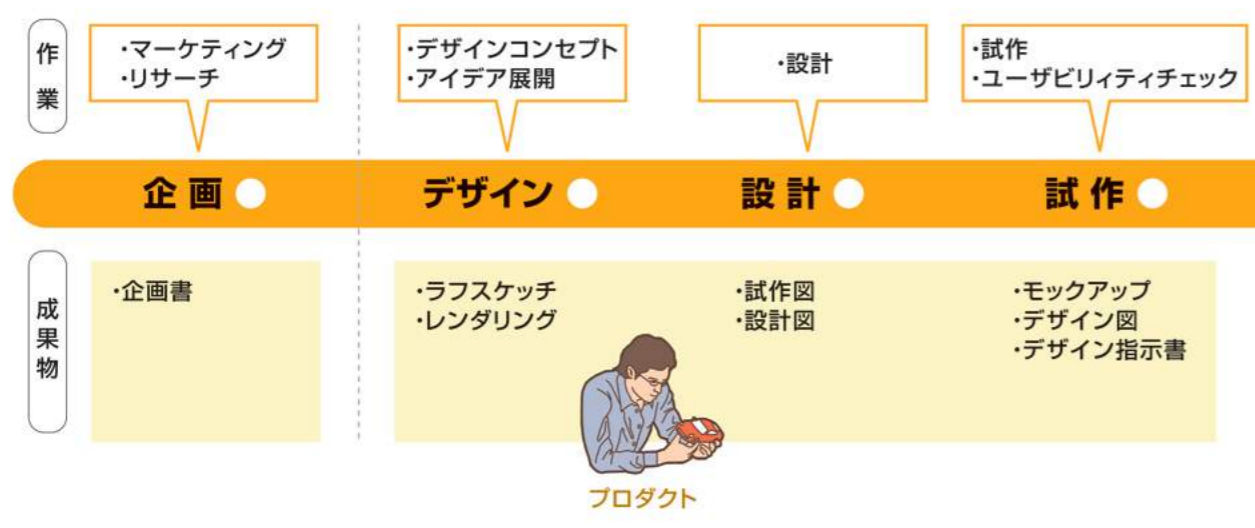 作業
・マーケティング
・リサーチ
・デザインコンセプト
・アイデア展開
・設計
・試作
・ユーザビリィティチェック
企画
デザイン
設計
試作
成果物
・企画書
・ラフスケッチ
・レンダリング
・試作図
・設計図
・モックアップ
・デザイン図
・デザイン指示書
プロダクト